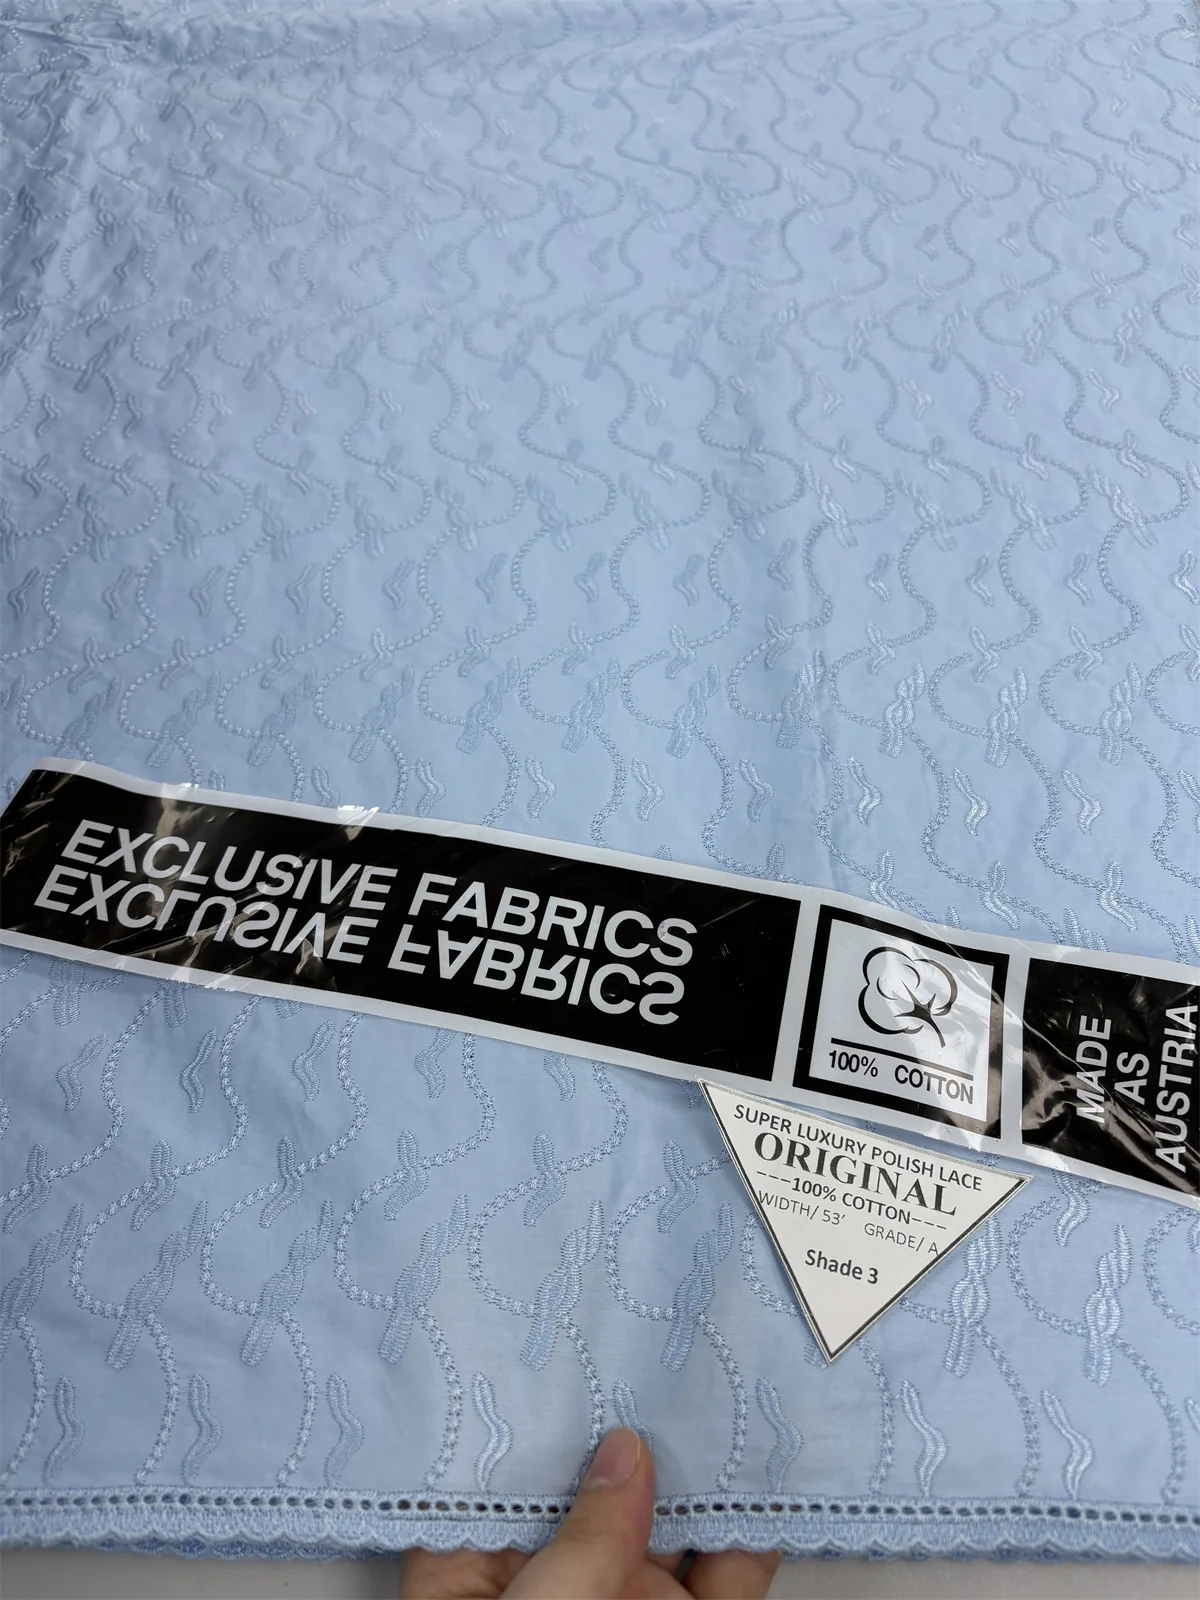 EXCLUSIVE FABRICS
EXCLUSIVE FABRICS
100% COTTON
MADE
AS
AUSTRIA
SUPER LUXURY POLISH LACE
ORIGINAL
---100% COTTON---
WIDTH/ 53' GRADE/ A
Shade 3